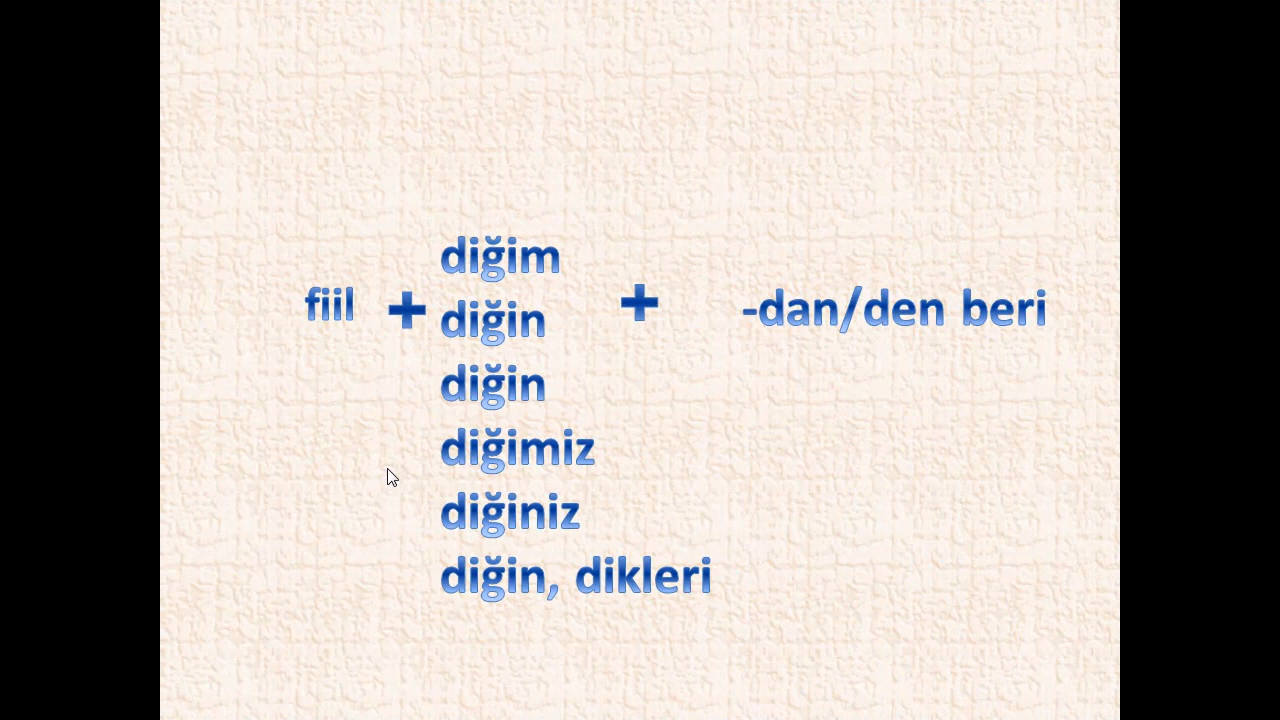 fiil + diğim + -dan/den beri
diğin
diğin
diğimiz
diğiniz
diğin, dikleri